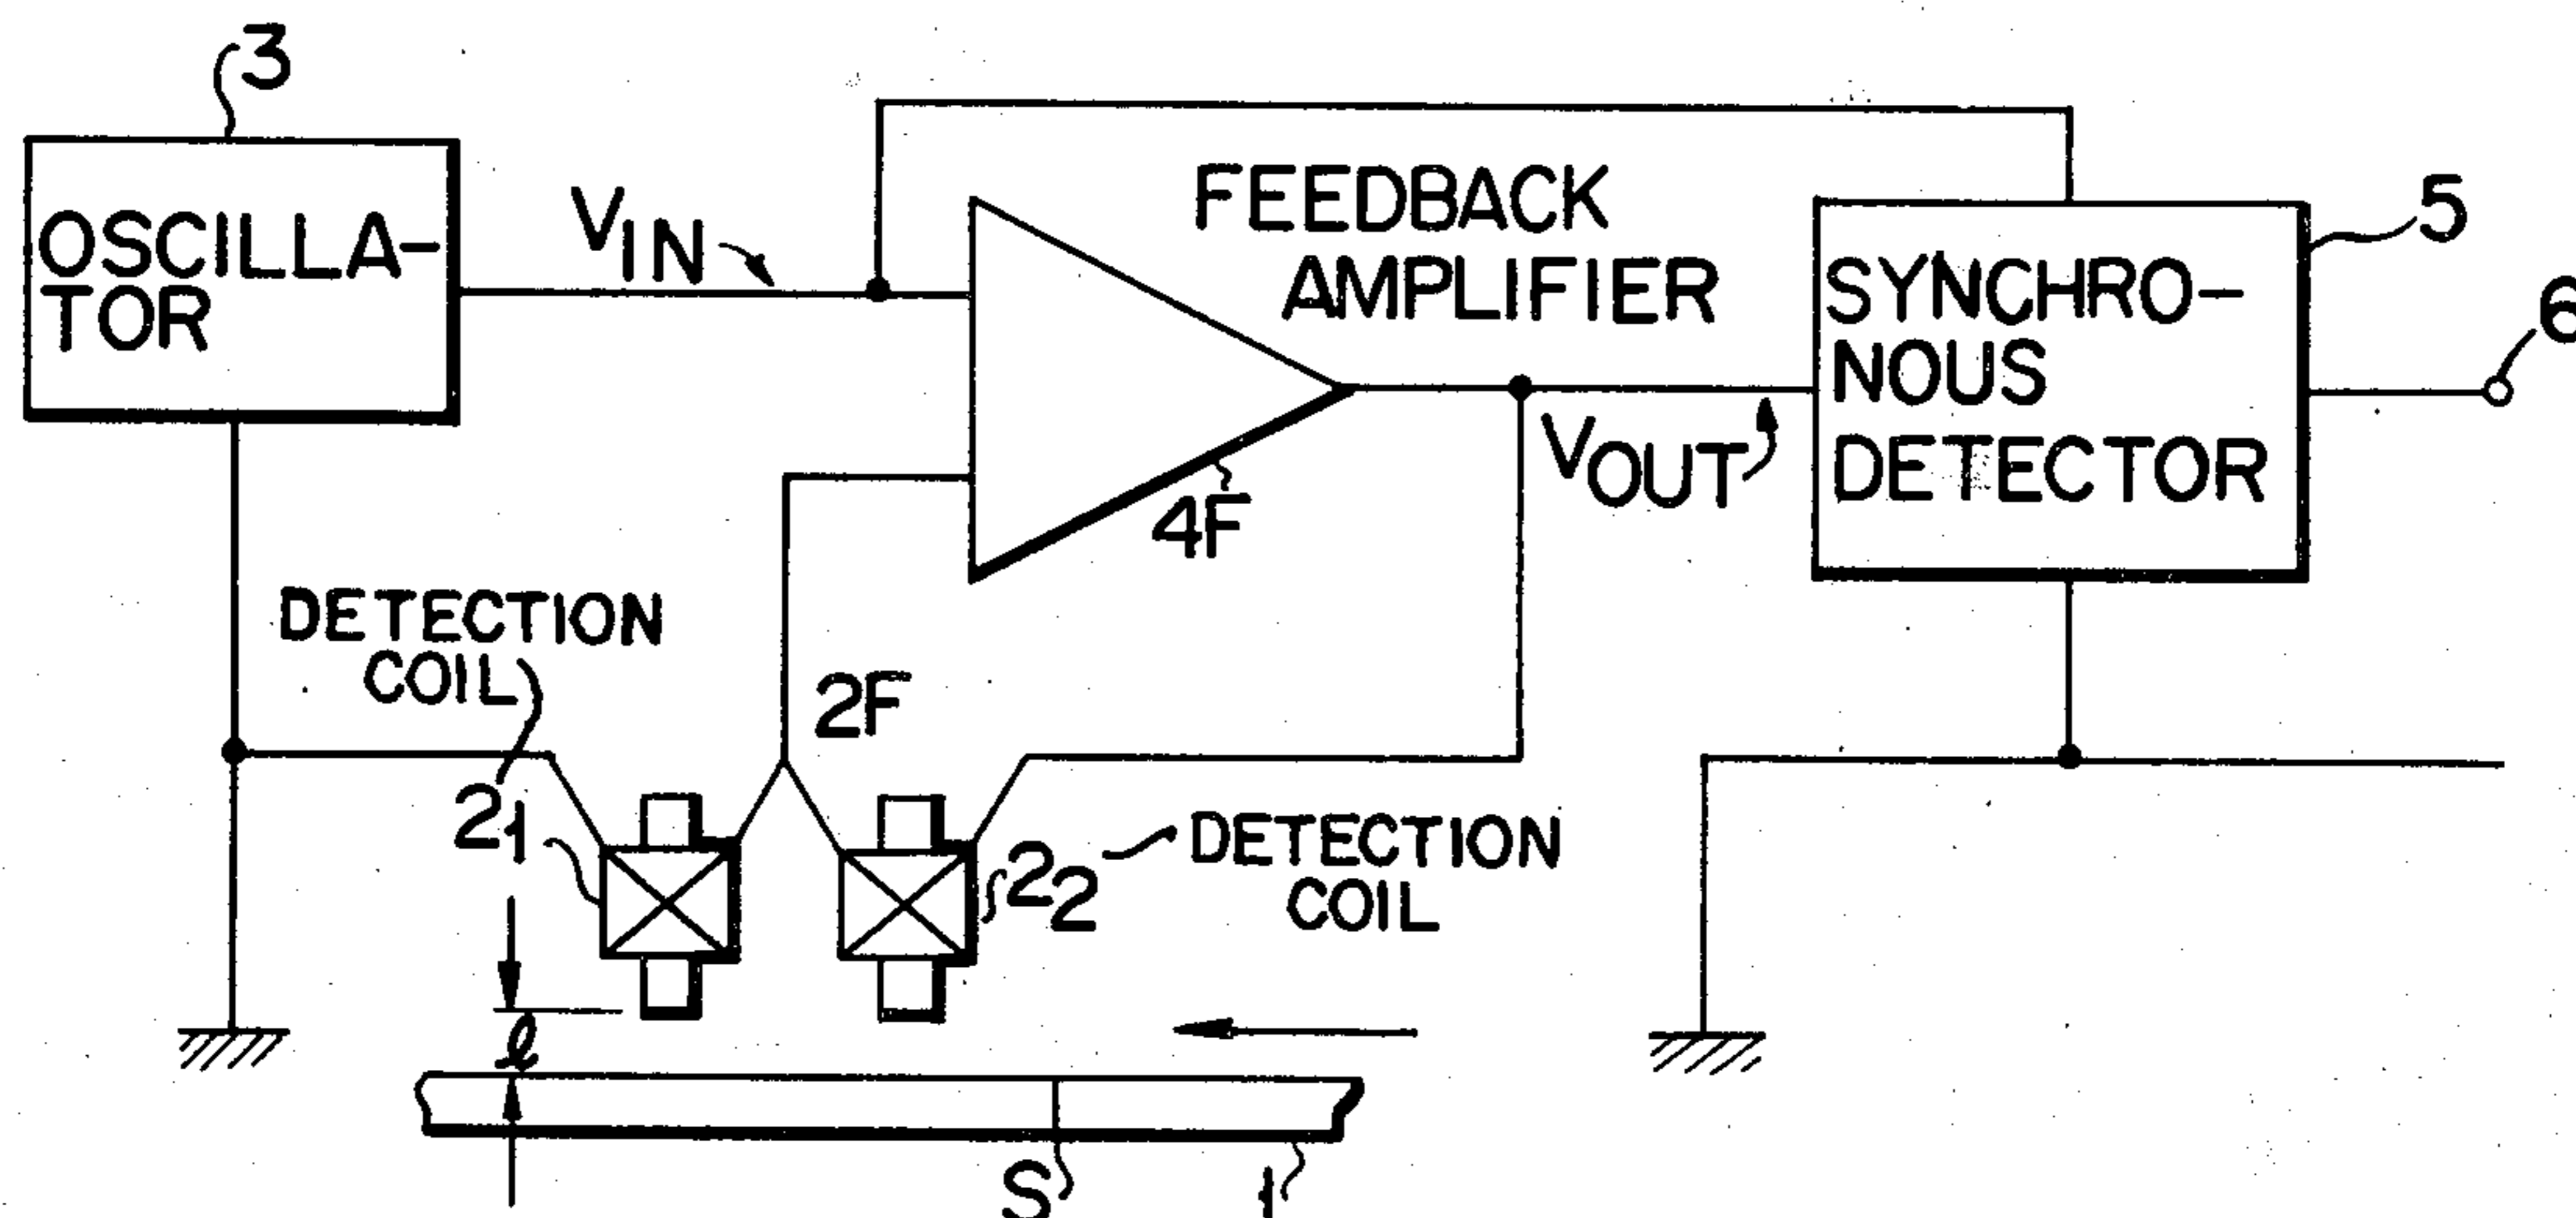 3
OSCILLA-
TOR
VIN
FEEDBACK
AMPLIFIER
4F
VOUT
SYNCHRO-
NOUS
DETECTOR
5
6
DETECTION
COIL
21
2F
22
DETECTION
COIL
ℓ
S
1